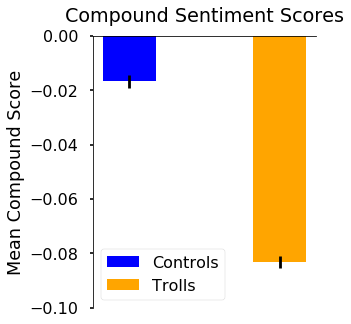 Compound Sentiment Scores
Mean Compound Score
0.00
−0.02
−0.04
−0.06
−0.08
−0.10
Controls
Trolls